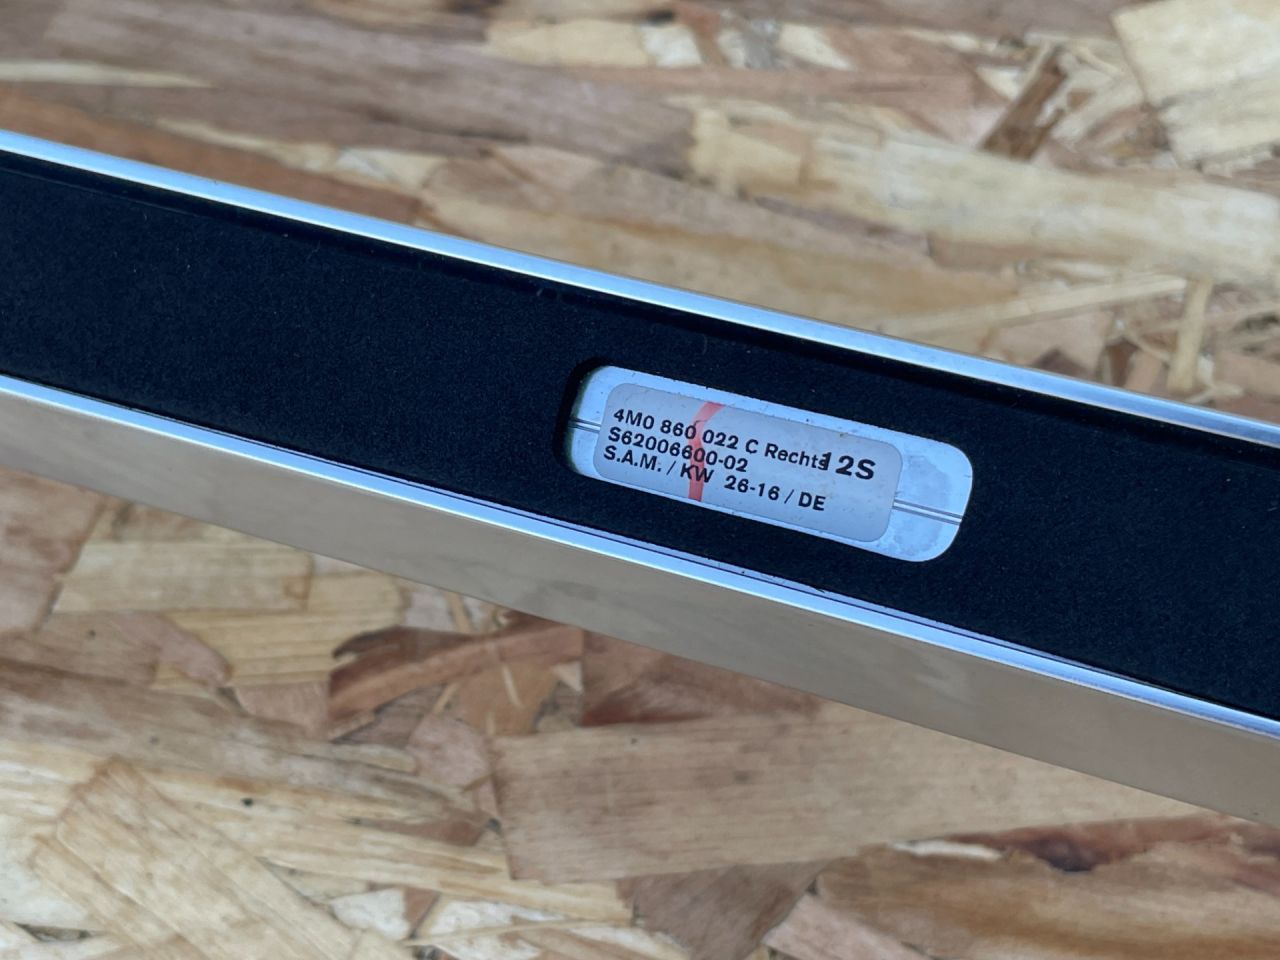 4M0 860 022 C Rechts 12S
S62006600-02
S.A.M. / KW 26-16 / DE